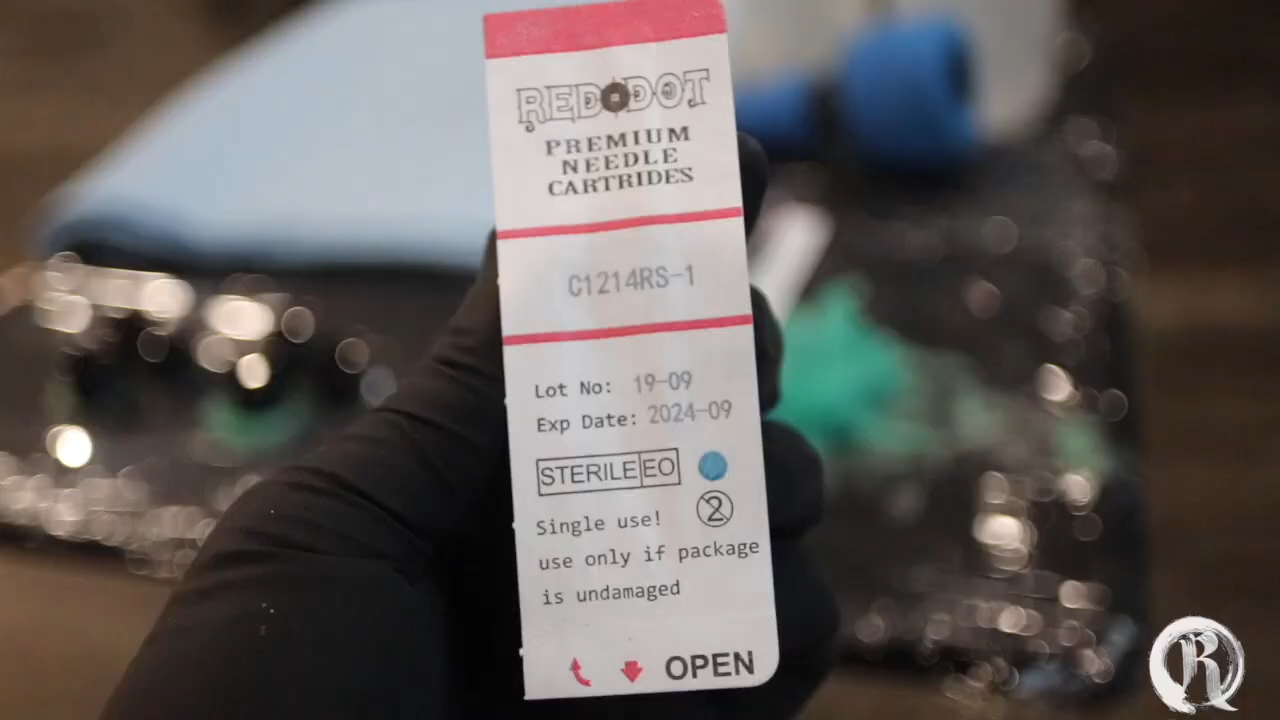 RED DOT
PREMIUM
NEEDLE
CARTRIDES
C1214RS-1
Lot No: 19-09
Exp Date: 2024-09
STERILE EO
2
Single use!
use only if package
is undamaged
OPEN
R